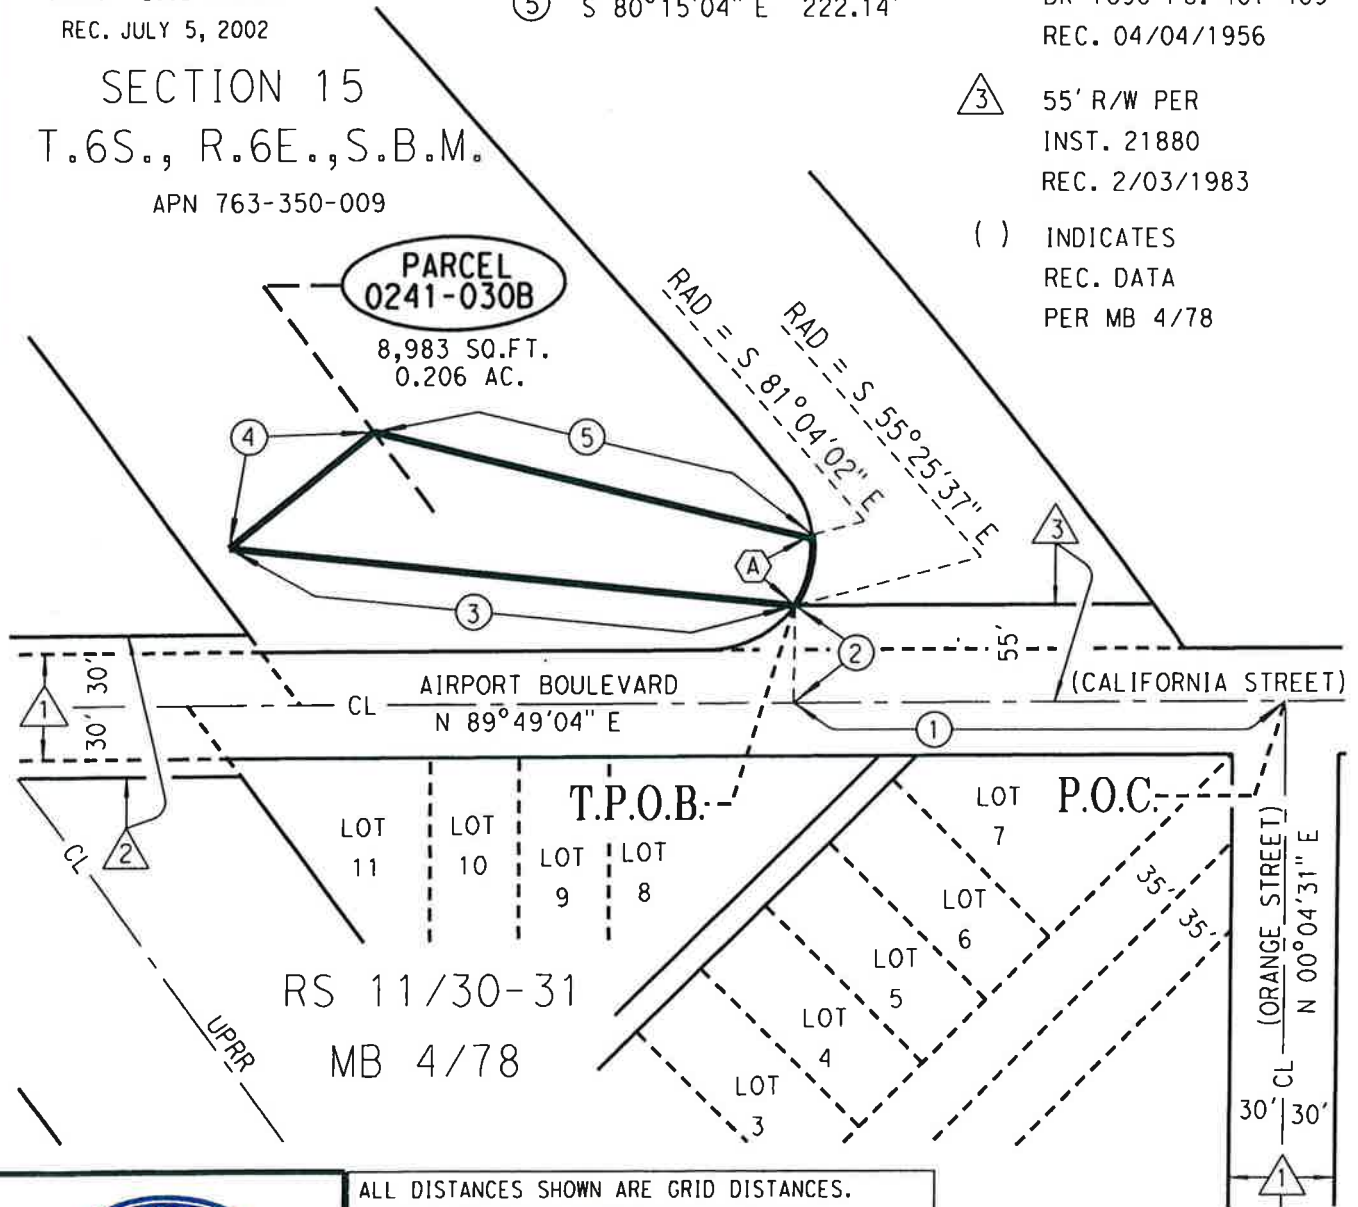 REC. JULY 5, 2002
SECTION 15
T.6S., R.6E.,S.B.M.
APN 763-350-009
5 S 80°15'04" E 222.14'
REC. 04/04/1956
3 55' R/W PER
INST. 21880
REC. 2/03/1983
( ) INDICATES
REC. DATA
PER MB 4/78
PARCEL
0241-030B
8,983 SQ.FT.
0.206 AC.
RAD = S 81°04'02" E
RAD = S 55°25'37" E
4
5
3
A
3
2
55'
1
30'
30'
CL
AIRPORT BOULEVARD
N 89°49'04" E
(CALIFORNIA STREET)
1
T.P.O.B.
P.O.C.
2
CL
UPRR
LOT
11
LOT
10
LOT
9
LOT
8
LOT
7
LOT
6
LOT
5
LOT
4
LOT
3
35'
35'
RS 11/30-31
MB 4/78
(ORANGE STREET)
N 00°04'31" E
CL
30'
30'
1
ALL DISTANCES SHOWN ARE GRID DISTANCES.